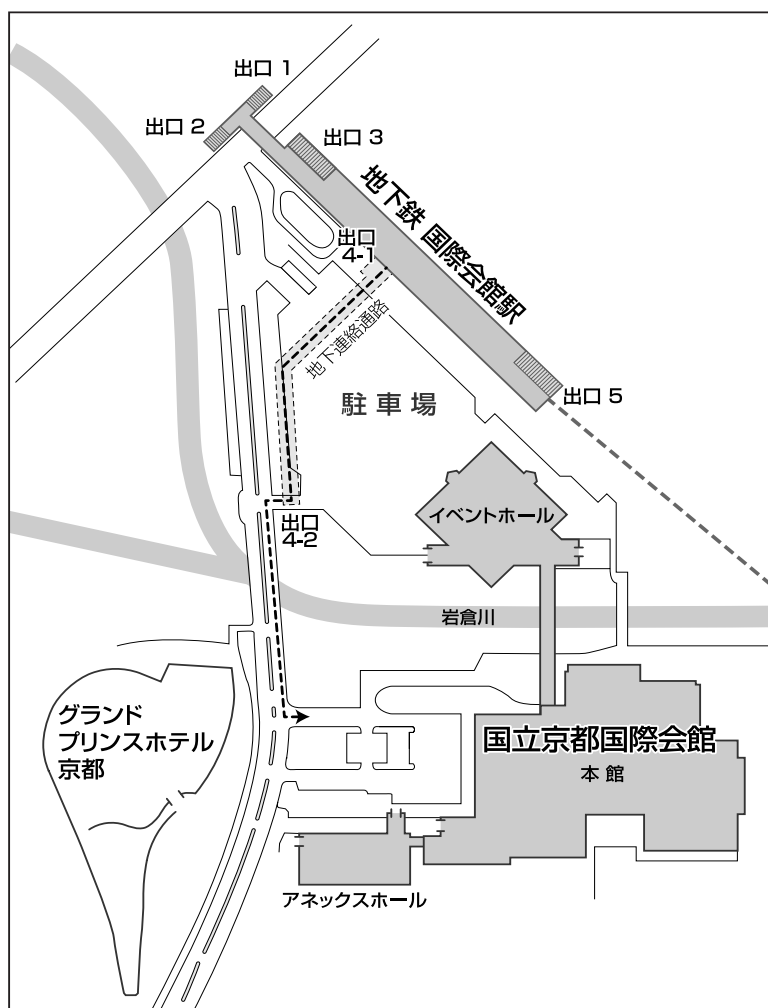 出口 1
出口 2
出口 3
地下鉄 国際会館駅
出口
4-1
地下連絡通路
駐車場
出口 5
イベントホール
出口
4-2
岩倉川
グランド
プリンスホテル
京都
国立京都国際会館
本館
アネックスホール